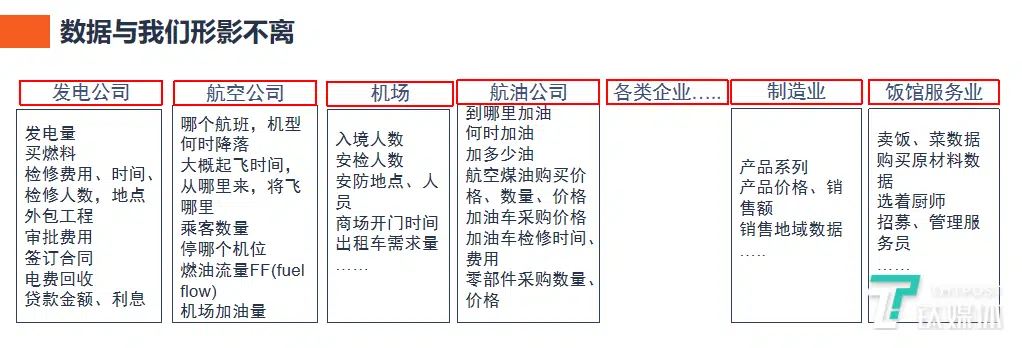 数据与我们形影不离
发电公司
发电量
买燃料
检修费用、时间、
检修人数，地点
外包工程
审批费用
签订合同
电费回收
贷款金额、利息
航空公司
哪个航班，机型
何时降落
大概起飞时间，
从哪里来，将飞
哪里
乘客数量
停哪个机位
燃油流量FF(fuel
flow)
机场加油量
机场
入境人数
安检人数
安防地点、人
员
商场开门时间
出租车需求量
……
航油公司
到哪里加油
何时加油
加多少油
航空煤油购买价
格、数量、价格
加油车采购价格
加油车检修时间、
费用
零部件采购数量、
价格
各类企业…..
制造业
产品系列
产品价格、销
售额
销售地域数据
…..
饭馆服务业
卖饭、菜数据
购买原材料数
据
选着厨师
招募、管理服
务员
……
TMTPOST
钛媒体